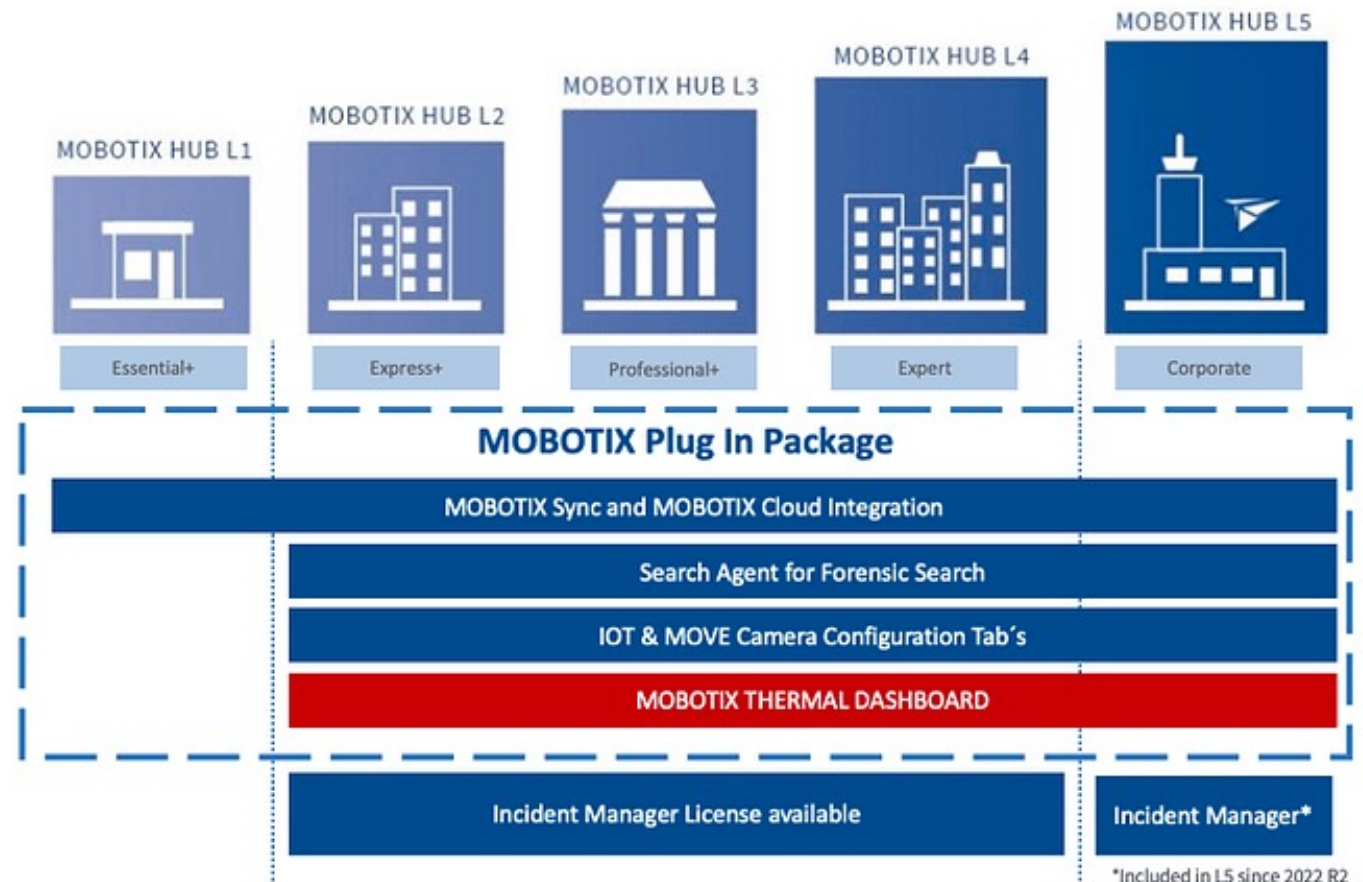 MOBOTIX HUB L1
MOBOTIX HUB L2
MOBOTIX HUB L3
MOBOTIX HUB L4
MOBOTIX HUB L5
Essential+
Express+
Professional+
Expert
Corporate
MOBOTIX Plug In Package
MOBOTIX Sync and MOBOTIX Cloud Integration
Search Agent for Forensic Search
IOT & MOVE Camera Configuration Tab´s
MOBOTIX THERMAL DASHBOARD
Incident Manager License available
Incident Manager*
*Included in L5 since 2022 R2